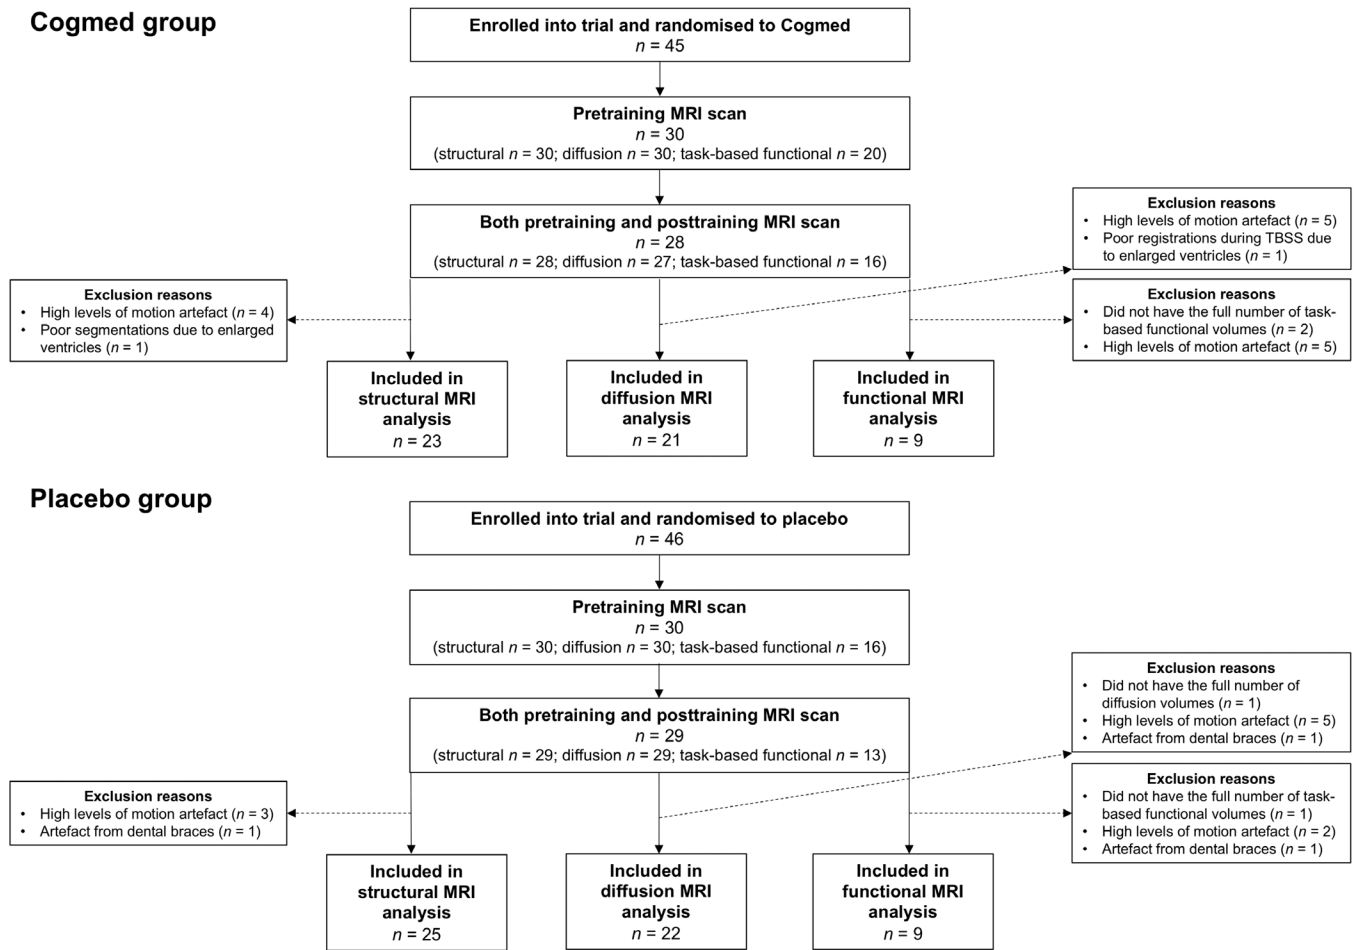 Cogmed group
Enrolled into trial and randomised to Cogmed
n = 45
Pretraining MRI scan
n = 30
(structural n = 30; diffusion n = 30; task-based functional n = 20)
Both pretraining and posttraining MRI scan
n = 28
(structural n = 28; diffusion n = 27; task-based functional n = 16)
Exclusion reasons
• High levels of motion artefact (n = 5)
• Poor registrations during TBSS due
to enlarged ventricles (n = 1)
Exclusion reasons
• High levels of motion artefact (n = 4)
• Poor segmentations due to enlarged
ventricles (n = 1)
Exclusion reasons
• Did not have the full number of task-
based functional volumes (n = 2)
• High levels of motion artefact (n = 5)
Included in
structural MRI
analysis
n = 23
Included in
diffusion MRI
analysis
n = 21
Included in
functional MRI
analysis
n = 9
Placebo group
Enrolled into trial and randomised to placebo
n = 46
Pretraining MRI scan
n = 30
(structural n = 30; diffusion n = 30; task-based functional n = 16)
Both pretraining and posttraining MRI scan
n = 29
(structural n = 29; diffusion n = 29; task-based functional n = 13)
Exclusion reasons
• Did not have the full number of
diffusion volumes (n = 1)
• High levels of motion artefact (n = 5)
• Artefact from dental braces (n = 1)
Exclusion reasons
• High levels of motion artefact (n = 3)
• Artefact from dental braces (n = 1)
Exclusion reasons
• Did not have the full number of task-
based functional volumes (n = 1)
• High levels of motion artefact (n = 2)
• Artefact from dental braces (n = 1)
Included in
structural MRI
analysis
n = 25
Included in
diffusion MRI
analysis
n = 22
Included in
functional MRI
analysis
n = 9